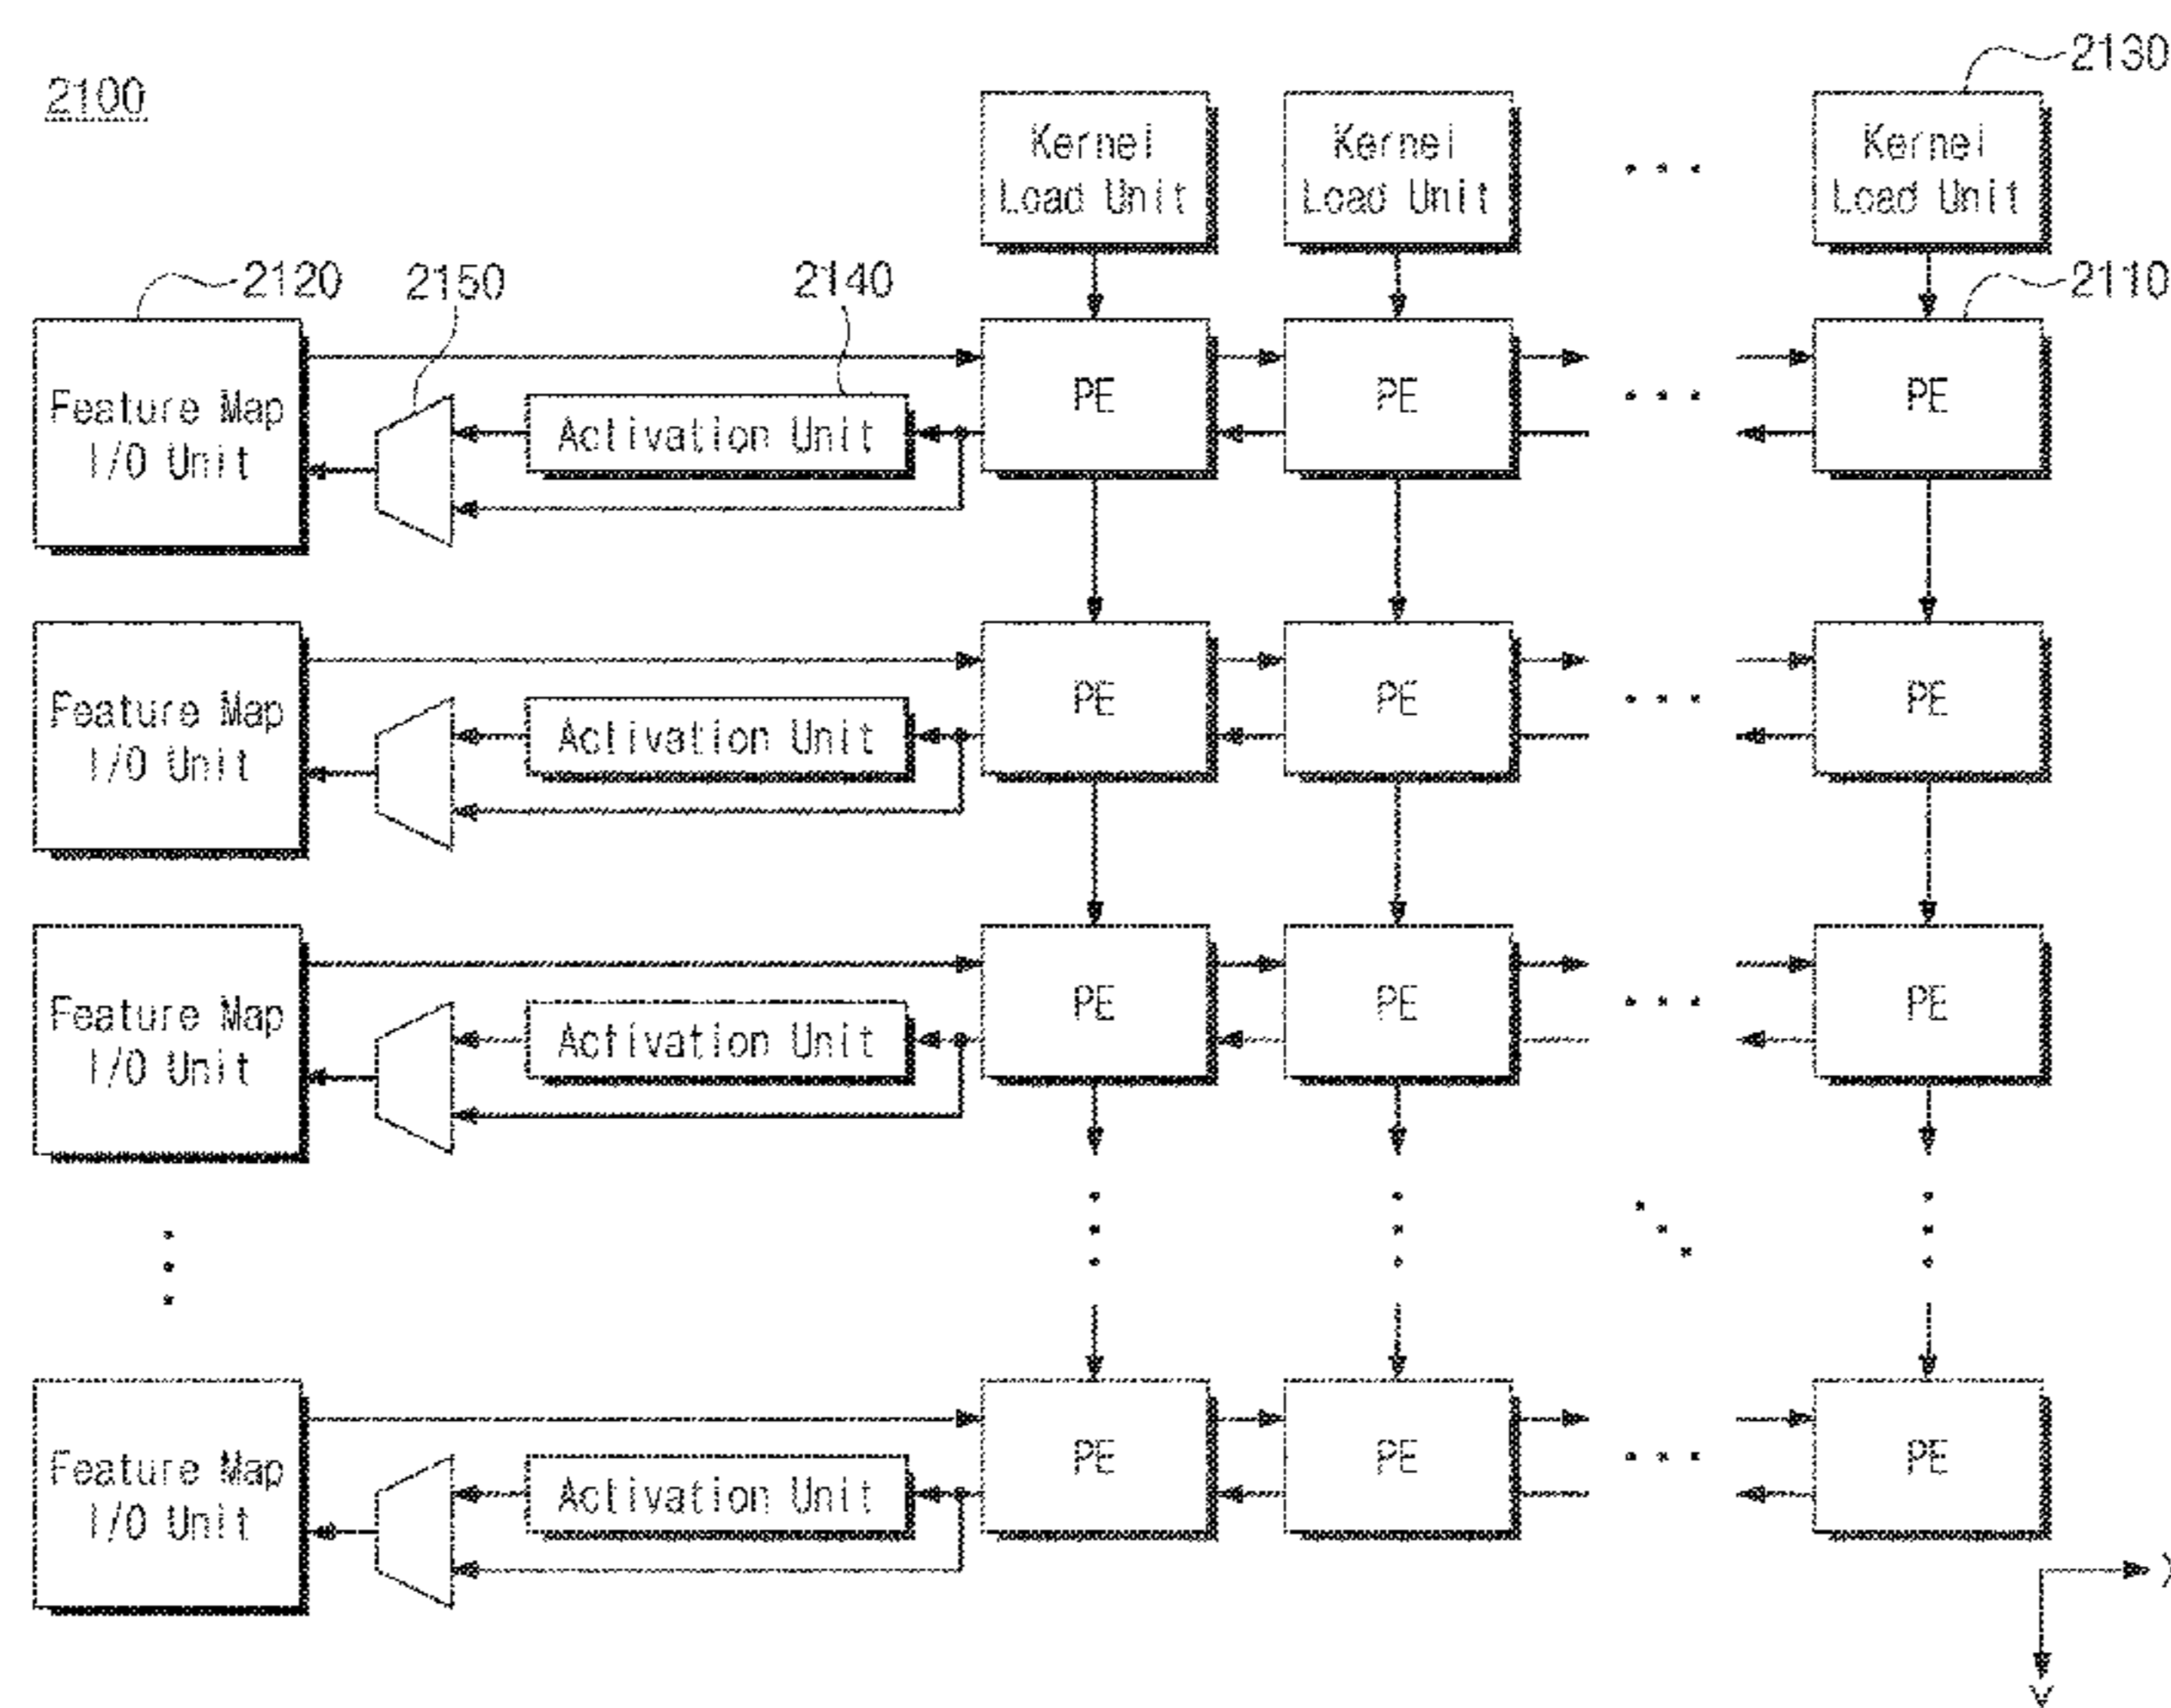 2100
2130
Kernel
Load Unit
Kernel
Load Unit
Kernel
Load Unit
2120
2150
2140
2110
Feature Map
I/O Unit
Activation Unit
PE
PE
PE
Feature Map
I/O Unit
Activation Unit
PE
PE
PE
Feature Map
I/O Unit
Activation Unit
PE
PE
PE
Feature Map
I/O Unit
Activation Unit
PE
PE
PE